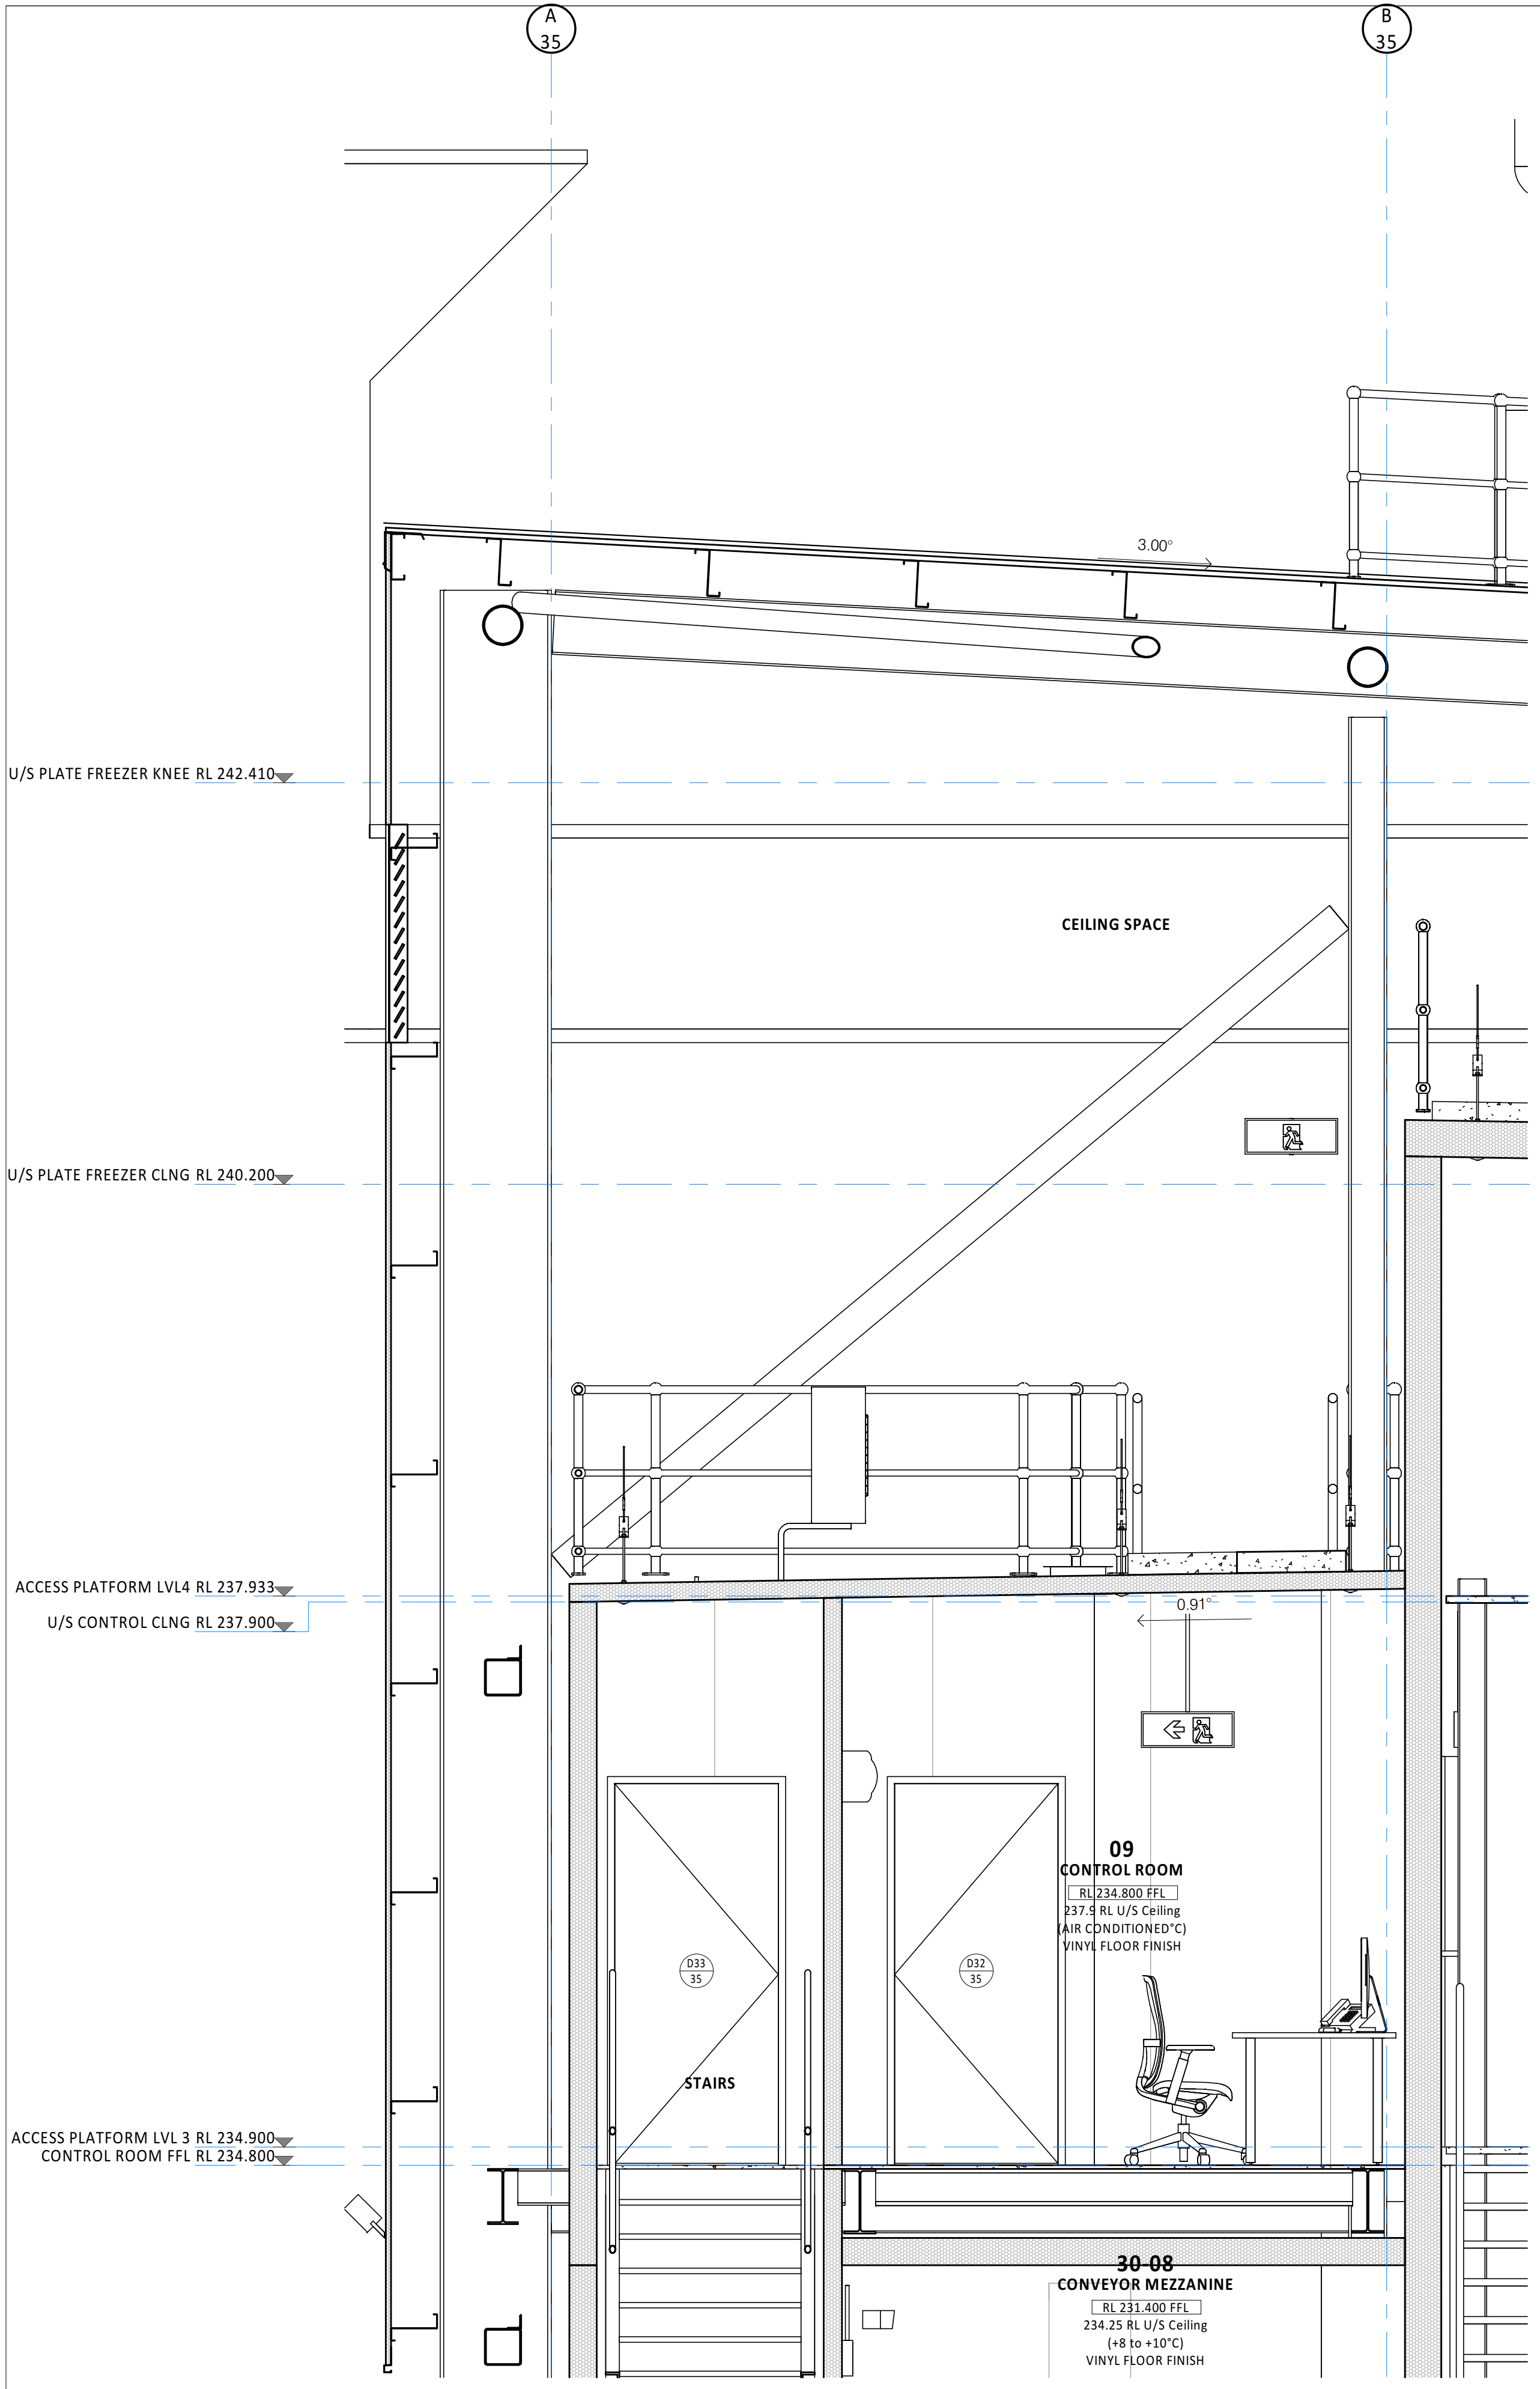 A
35
B
35
3.00°
U/S PLATE FREEZER KNEE RL 242.410
CEILING SPACE
U/S PLATE FREEZER CLNG RL 240.200
ACCESS PLATFORM LVL4 RL 237.933
U/S CONTROL CLNG RL 237.900
0.91°
09
CONTROL ROOM
RL 234.800 FFL
237.9 RL U/S Ceiling
(AIR CONDITIONED°C)
VINYL FLOOR FINISH
D33
35
D32
35
STAIRS
ACCESS PLATFORM LVL 3 RL 234.900
CONTROL ROOM FFL RL 234.800
30-08
CONVEYOR MEZZANINE
RL 231.400 FFL
234.25 RL U/S Ceiling
(+8 to +10°C)
VINYL FLOOR FINISH